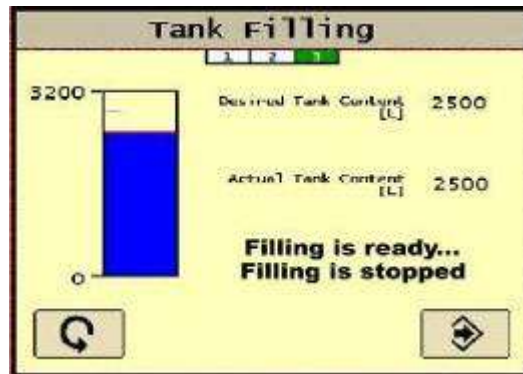 Tank Filling
1 2 3
3200
Desired Tank Content 2500
[L]
Actual Tank Content 2500
[L]
Filling is ready...
Filling is stopped
0